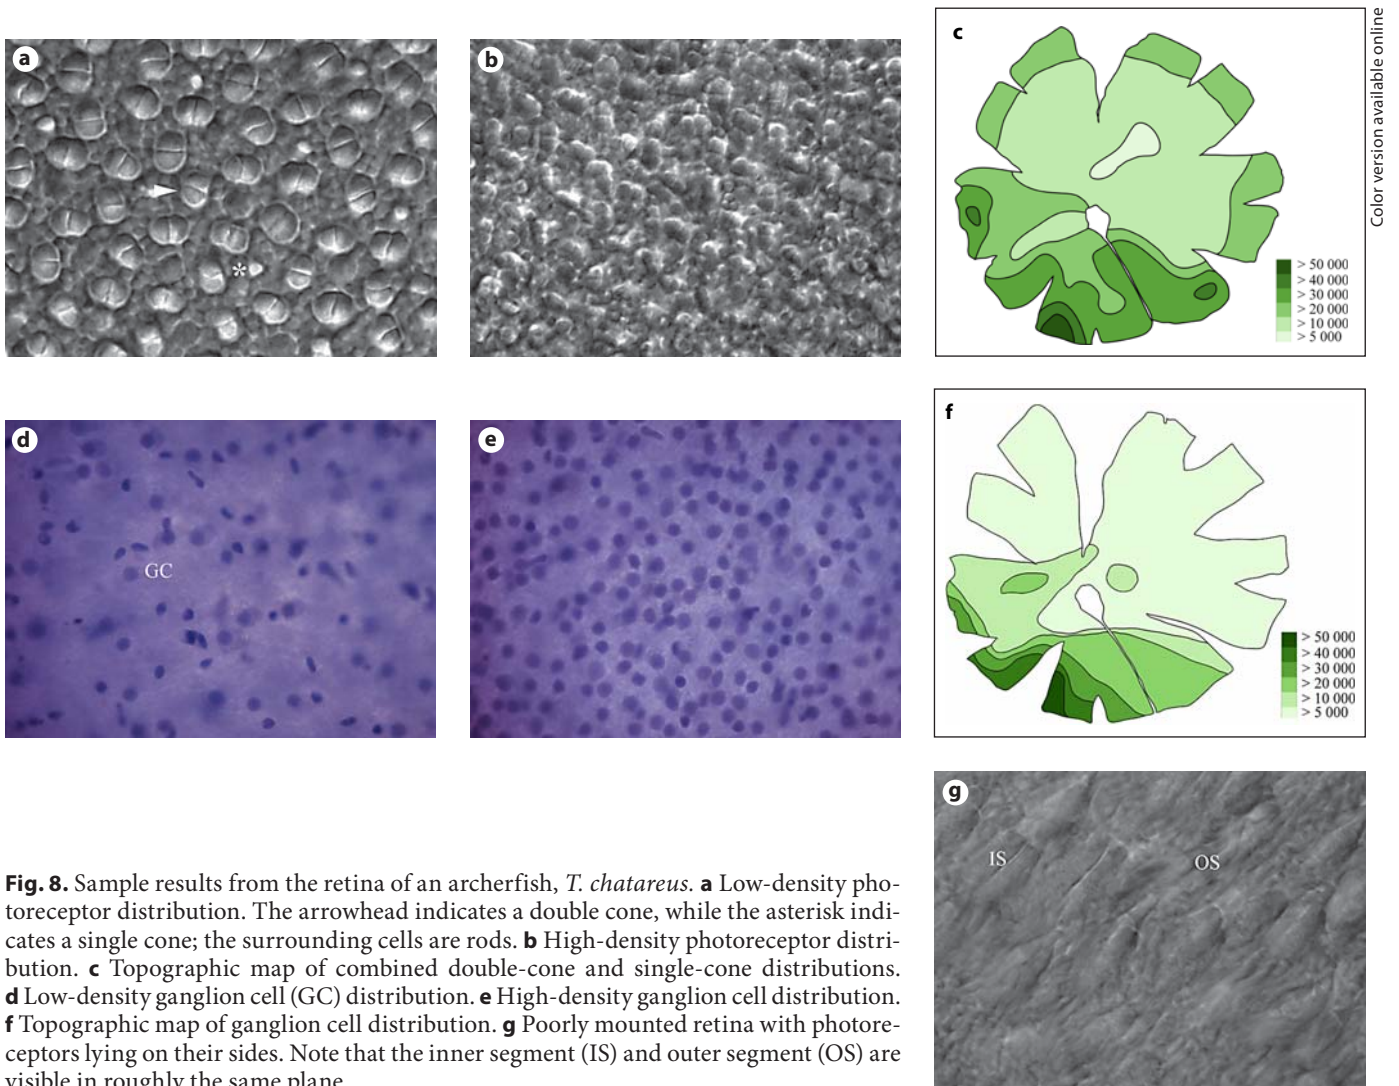 a
b
c
Color version available online
*
> 50 000
> 40 000
> 30 000
> 20 000
> 10 000
> 5 000
d
GC
e
f
> 50 000
> 40 000
> 30 000
> 20 000
> 10 000
> 5 000
g
IS
OS
Fig. 8. Sample results from the retina of an archerfish, T. chatareus. a Low-density pho-
toreceptor distribution. The arrowhead indicates a double cone, while the asterisk indi-
cates a single cone; the surrounding cells are rods. b High-density photoreceptor distri-
bution. c Topographic map of combined double-cone and single-cone distributions.
d Low-density ganglion cell (GC) distribution. e High-density ganglion cell distribution.
f Topographic map of ganglion cell distribution. g Poorly mounted retina with photore-
ceptors lying on their sides. Note that the inner segment (IS) and outer segment (OS) are
visible in roughly the same plane